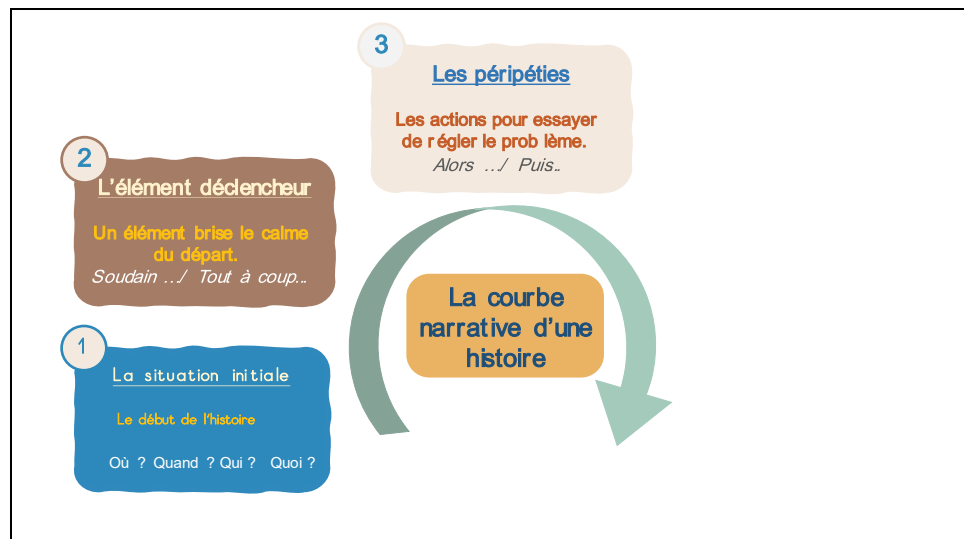 3
Les péripéties
Les actions pour essayer
de régler le problème.
Alors …/ Puis..
2
L'élément déclencheur
Un élément brise le calme
du départ.
Soudain …/ Tout à coup...
1
La situation initiale
Le début de l'histoire
Où ? Quand ? Qui ? Quoi ?
La courbe
narrative d'une
histoire